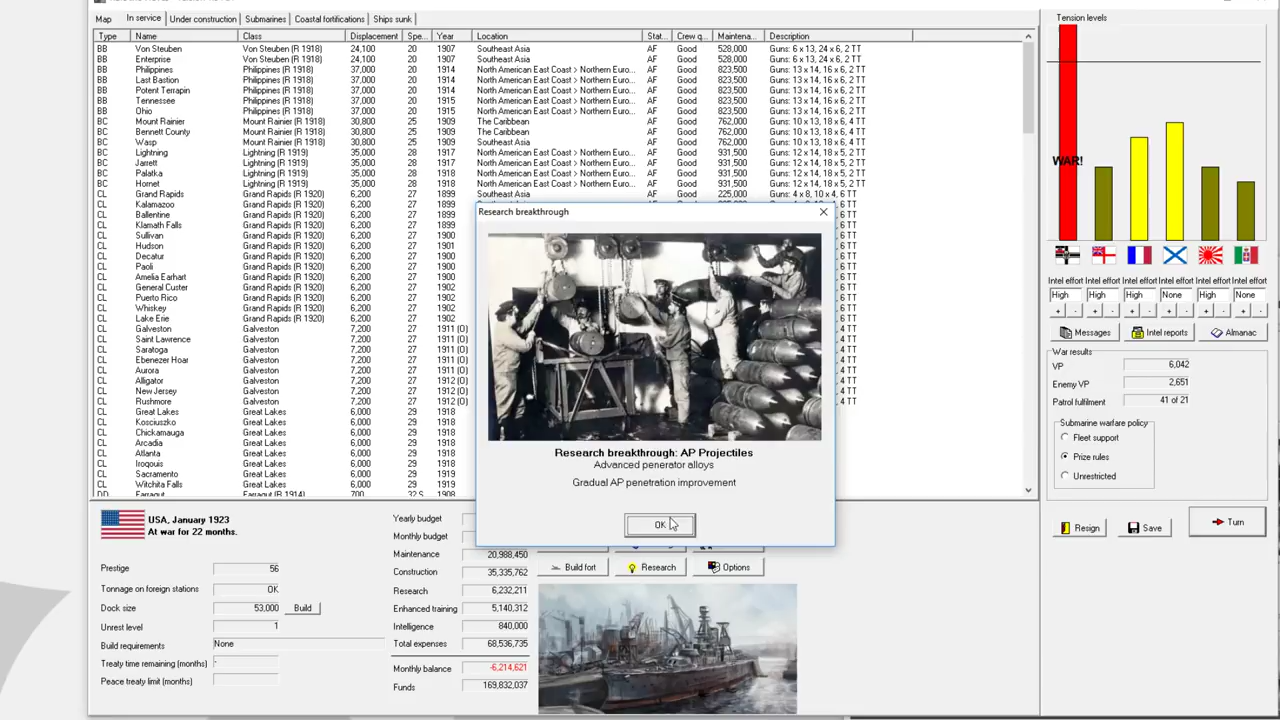 Map In service Under construction Submarines Coastal fortifications Ships sunk
Type Name Class Displacement Spe... Year Location Stat... Crew q... Maintena... Description
BB Von Steuben Von Steuben (R 1918) 24,100 20 1907 Southeast Asia AF Good 528,000 Guns: 6 x 13, 24 x 6, 2 TT
BB Enterprise Von Steuben (R 1918) 24,100 20 1907 Southeast Asia AF Good 528,000 Guns: 6 x 13, 24 x 6, 2 TT
BB Philippines Philippines (R 1918) 37,000 20 1914 North American East Coast > Northern Euro... AF Good 823,500 Guns: 13 x 14, 16 x 6, 2 TT
BB Last Bastion Philippines (R 1918) 37,000 20 1914 North American East Coast > Northern Euro... AF Good 823,500 Guns: 13 x 14, 16 x 6, 2 TT
BB Potent Terrapin Philippines (R 1918) 37,000 20 1914 North American East Coast > Northern Euro... AF Good 823,500 Guns: 13 x 14, 16 x 6, 2 TT
BB Tennessee Philippines (R 1918) 37,000 20 1915 North American East Coast > Northern Euro... AF Good 823,500 Guns: 13 x 14, 16 x 6, 2 TT
BB Ohio Philippines (R 1918) 37,000 20 1915 North American East Coast > Northern Euro... AF Good 823,500 Guns: 13 x 14, 16 x 6, 2 TT
BC Mount Rainier Mount Rainier (R 1918) 30,800 25 1909 The Caribbean AF Good 762,000 Guns: 10 x 13, 18 x 6, 4 TT
BC Bennett County Mount Rainier (R 1918) 30,800 25 1909 The Caribbean AF Good 762,000 Guns: 10 x 13, 18 x 6, 4 TT
BC Wasp Mount Rainier (R 1918) 30,800 25 1909 Southeast Asia AF Good 762,000 Guns: 10 x 13, 18 x 6, 4 TT
BC Lightning Lightning (R 1919) 35,000 28 1917 North American East Coast > Northern Euro... AF Good 931,500 Guns: 12 x 14, 18 x 5, 2 TT
BC Jarrett Lightning (R 1919) 35,000 28 1917 North American East Coast > Northern Euro... AF Good 931,500 Guns: 12 x 14, 18 x 5, 2 TT
BC Palatka Lightning (R 1919) 35,000 28 1918 North American East Coast > Northern Euro... AF Good 931,500 Guns: 12 x 14, 18 x 5, 2 TT
BC Hornet Lightning (R 1919) 35,000 28 1918 North American East Coast > Northern Euro... AF Good 931,500 Guns: 12 x 14, 18 x 5, 2 TT
CL Grand Rapids Grand Rapids (R 1920) 6,200 27 1899 Southeast Asia AF Good 225,000 Guns: 4 x 8, 10 x 4, 6 TT
CL Kalamazoo Grand Rapids (R 1920) 6,200 27 1899
CL Ballentine Grand Rapids (R 1920) 6,200 27 1899
CL Klamath Falls Grand Rapids (R 1920) 6,200 27 1899
CL Sullivan Grand Rapids (R 1920) 6,200 27 1900
CL Hudson Grand Rapids (R 1920) 6,200 27 1901
CL Decatur Grand Rapids (R 1920) 6,200 27 1900
CL Paoli Grand Rapids (R 1920) 6,200 27 1900
CL Amelia Earhart Grand Rapids (R 1920) 6,200 27 1900
CL General Custer Grand Rapids (R 1920) 6,200 27 1902
CL Puerto Rico Grand Rapids (R 1920) 6,200 27 1902
CL Whiskey Grand Rapids (R 1920) 6,200 27 1902
CL Lake Erie Grand Rapids (R 1920) 6,200 27 1902
CL Galveston Galveston 7,200 27 1911 (O)
CL Saint Lawrence Galveston 7,200 27 1911 (O)
CL Saratoga Galveston 7,200 27 1911 (O)
CL Ebenezer Hoar Galveston 7,200 27 1911 (O)
CL Aurora Galveston 7,200 27 1911 (O)
CL Alligator Galveston 7,200 27 1912 (O)
CL New Jersey Galveston 7,200 27 1912 (O)
CL Rushmore Galveston 7,200 27 1912 (O)
CL Great Lakes Great Lakes 6,000 29 1918
CL Kosciuszko Great Lakes 6,000 29 1918
CL Chickamauga Great Lakes 6,000 29 1918
CL Arcadia Great Lakes 6,000 29 1918
CL Atlanta Great Lakes 6,000 29 1918
CL Iroquois Great Lakes 6,000 29 1918
CL Sacramento Great Lakes 6,000 29 1918
CL Witchita Falls Great Lakes 6,000 29 1918
DD Farragut Farragut (R 1914) 700 32 S 1908
Research breakthrough
Research breakthrough: AP Projectiles
Advanced penerator alloys
Gradual AP penetration improvement
OK
Tension levels
WAR!
Intel effort Intel effort Intel effort Intel effort Intel effort Intel effort
High High High None High None
+ - + - + - + - + - + -
Messages Intel reports Almanac
War results
VP 6,042
Enemy VP 2,651
Patrol fulfilment 41 of 21
Submarine warfare policy
Fleet support
Prize rules
Unrestricted
Resign Save Turn
USA, January 1923
At war for 22 months.
Prestige 56
Tonnage on foreign stations OK
Dock size 53,000 Build
Unrest level 1
Build requirements None
Treaty time remaining (months) -
Peace treaty limit (months)
Yearly budget
Monthly budget
Maintenance 20,988,450
Construction 35,335,762
Research 6,232,211
Enhanced training 5,140,312
Intelligence 840,000
Total expenses 68,536,735
Monthly balance -6,214,621
Funds 169,832,037
Build fort Research Options